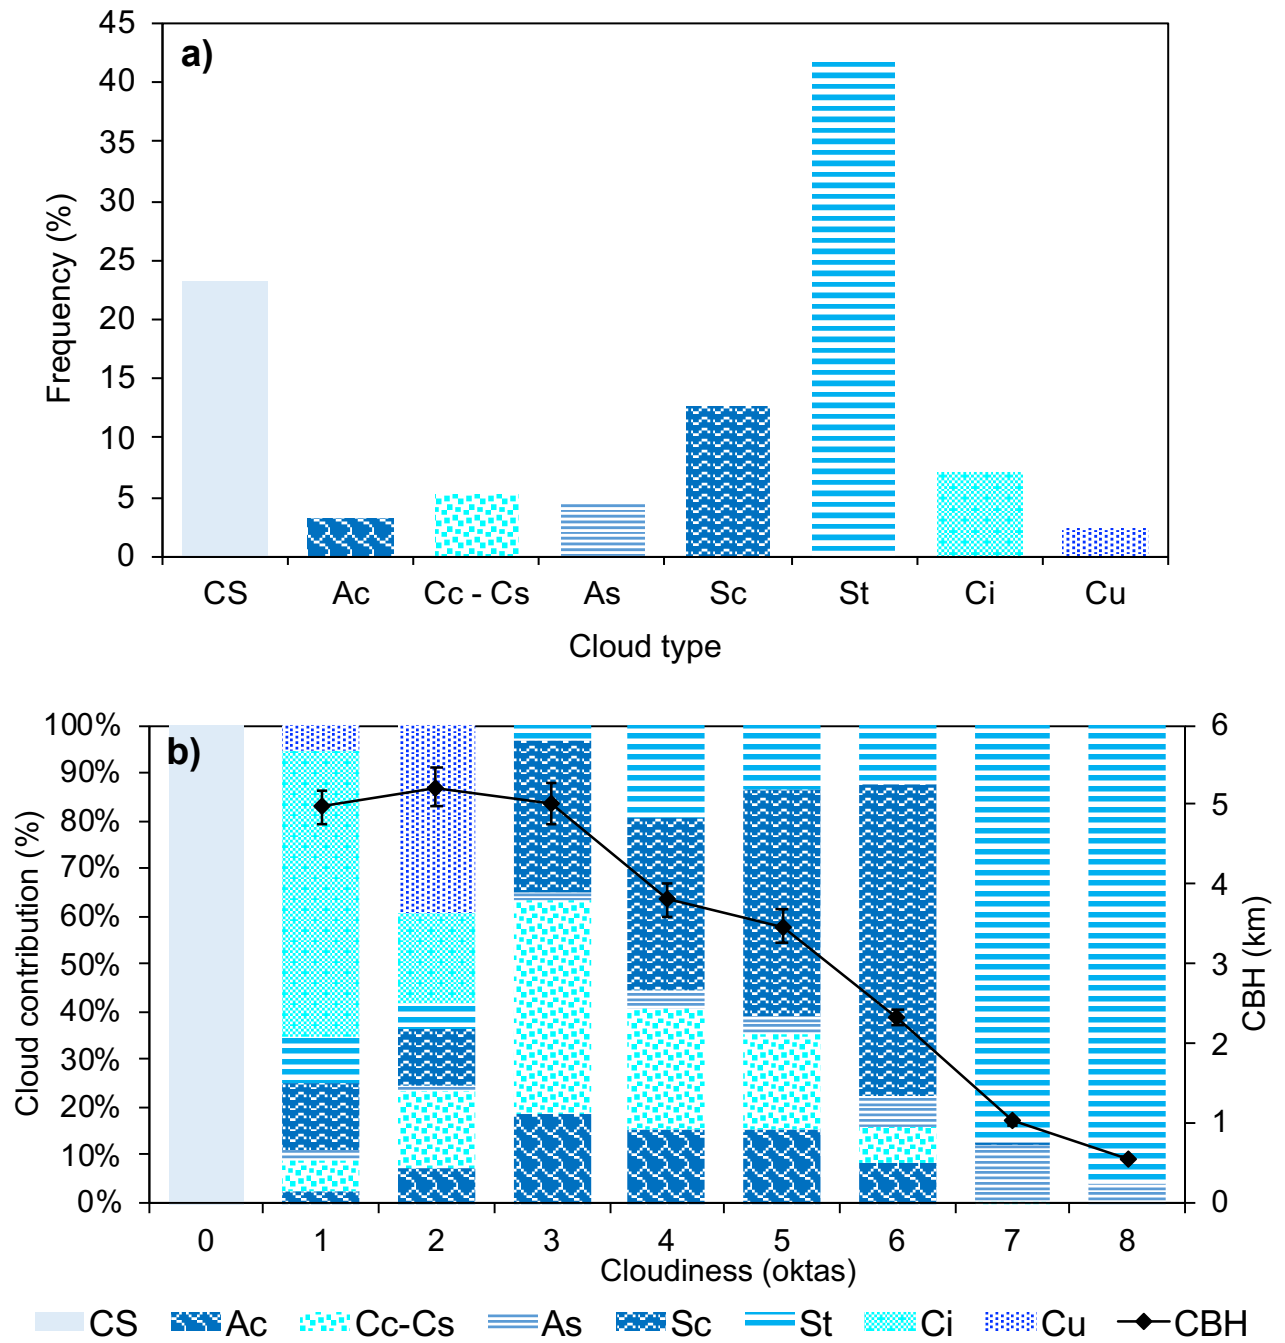 a)
Frequency (%)
45
40
35
30
25
20
15
10
5
0
CS Ac Cc - Cs As Sc St Ci Cu
Cloud type
b)
Cloud contribution (%)
100%
90%
80%
70%
60%
50%
40%
30%
20%
10%
0%
6
5
4
3
2
1
0
CBH (km)
0 1 2 3 4 5 6 7 8
Cloudiness (oktas)
CS Ac Cc-Cs As Sc St Ci Cu CBH